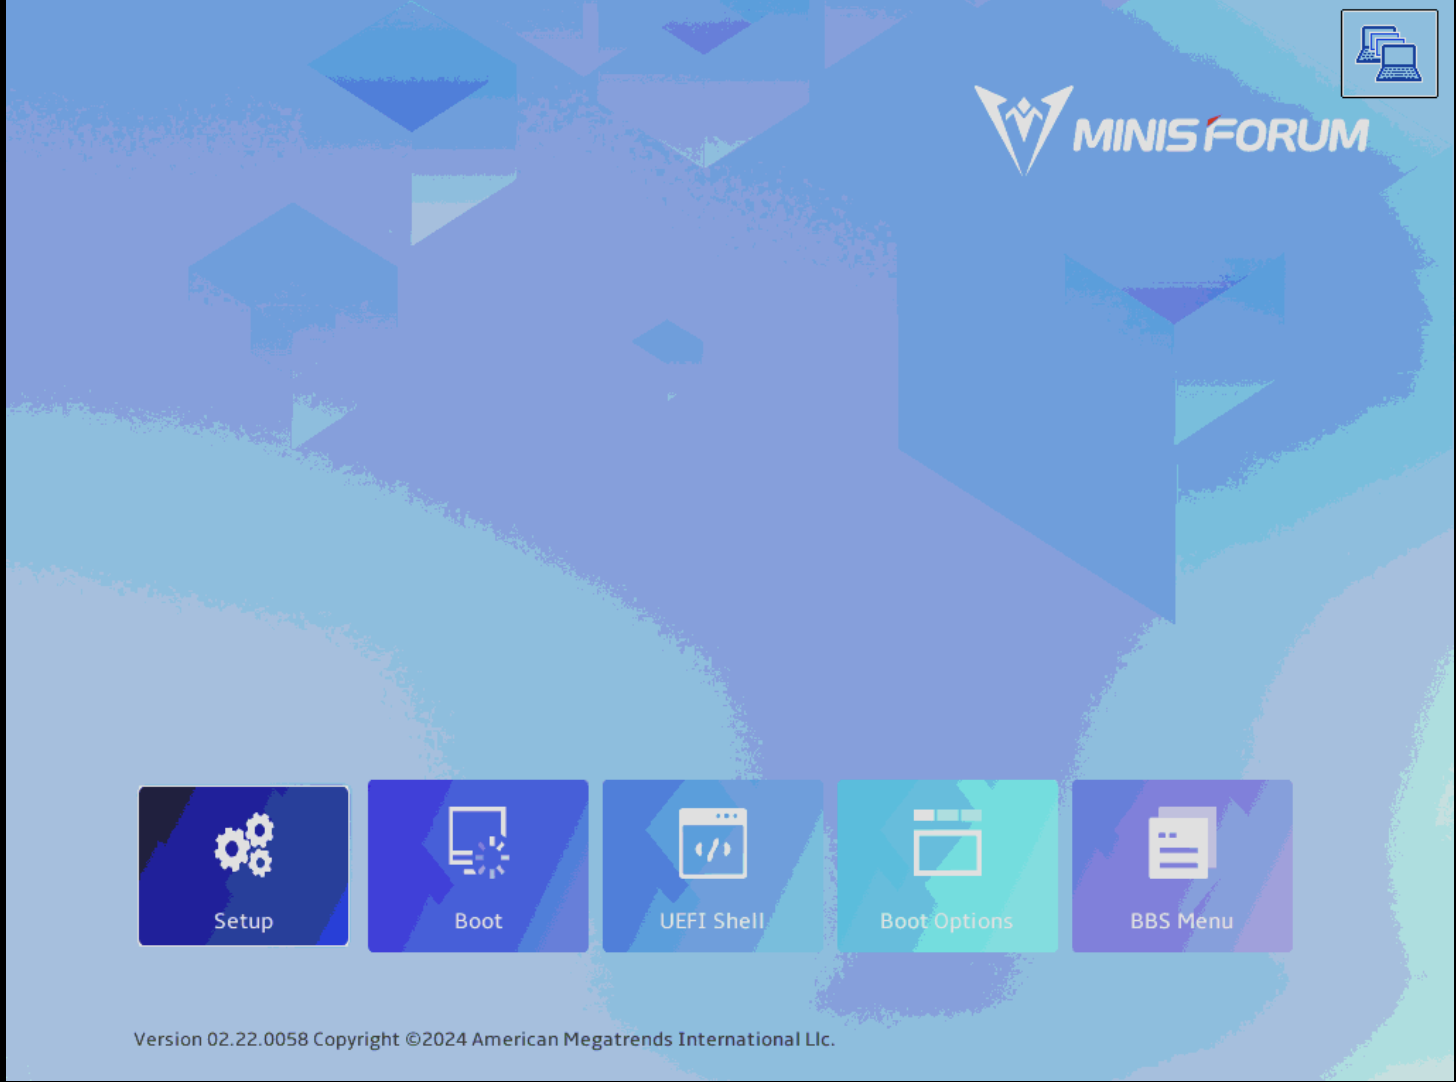 MINISFORUM
Setup
Boot
UEFI Shell
Boot Options
BBS Menu
Version 02.22.0058 Copyright ©2024 American Megatrends International Llc.